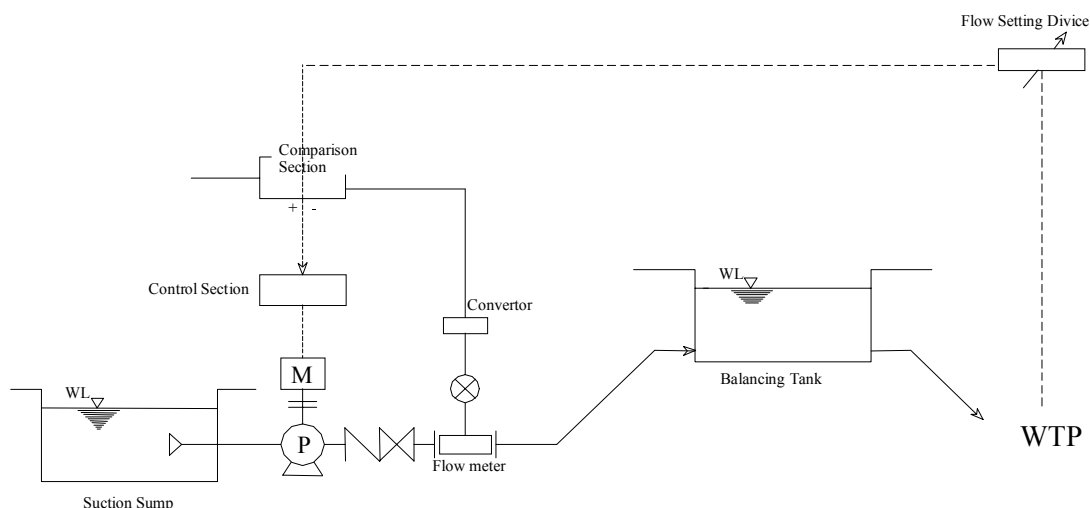 Flow Setting Divice
Comparison
Section
+ -
WL
Control Section
Convertor
M
WL
Balancing Tank
P
WTP
Flow meter
Suction Sump